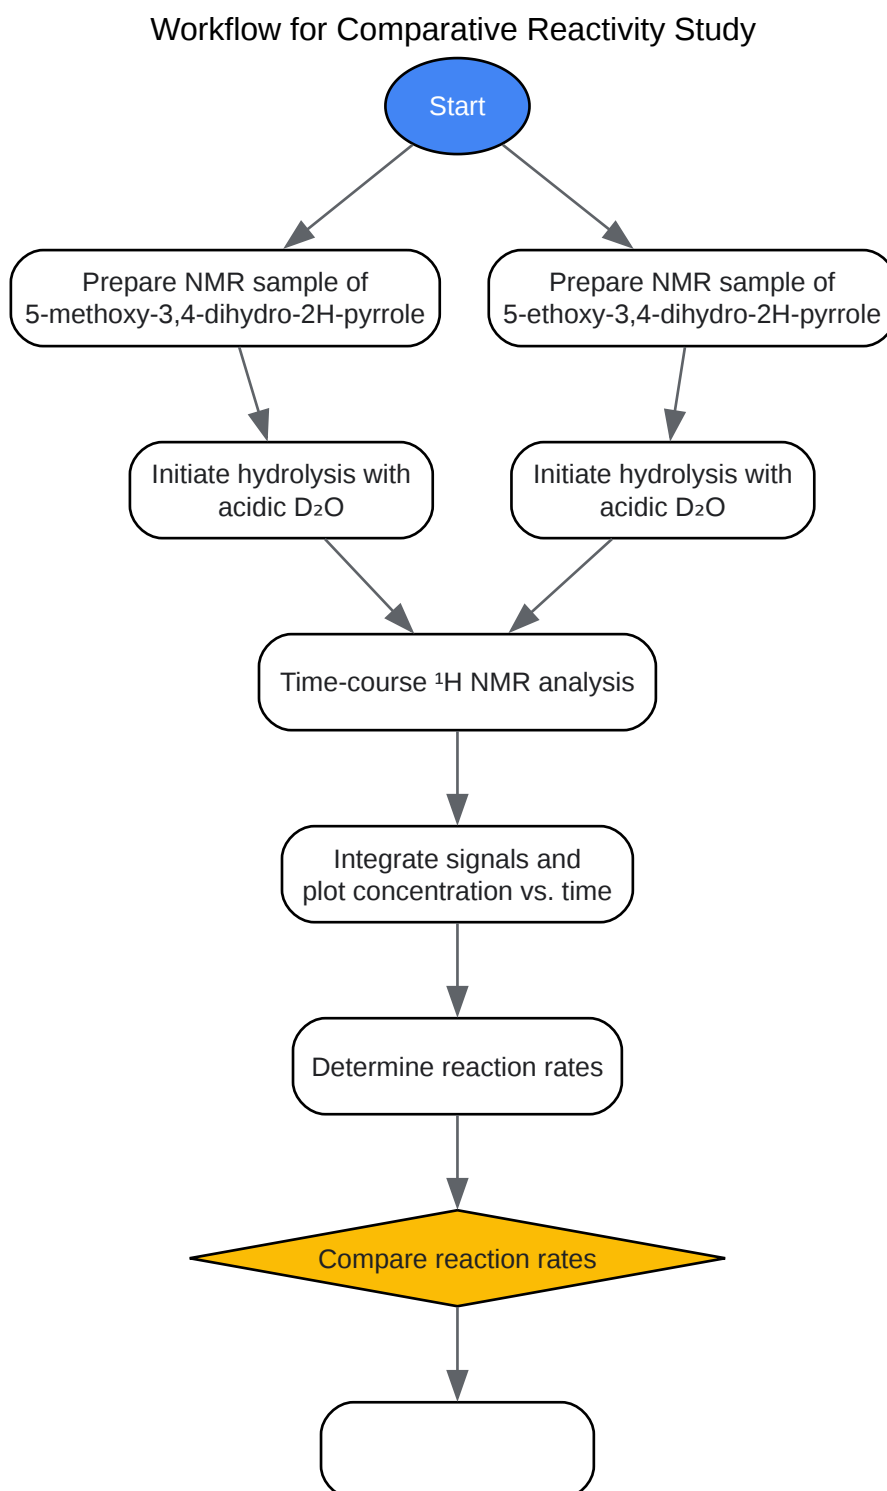 Workflow for Comparative Reactivity Study
Start
Prepare NMR sample of
5-methoxy-3,4-dihydro-2H-pyrrole
Prepare NMR sample of
5-ethoxy-3,4-dihydro-2H-pyrrole
Initiate hydrolysis with
acidic D₂O
Initiate hydrolysis with
acidic D₂O
Time-course ¹H NMR analysis
Integrate signals and
plot concentration vs. time
Determine reaction rates
Compare reaction rates